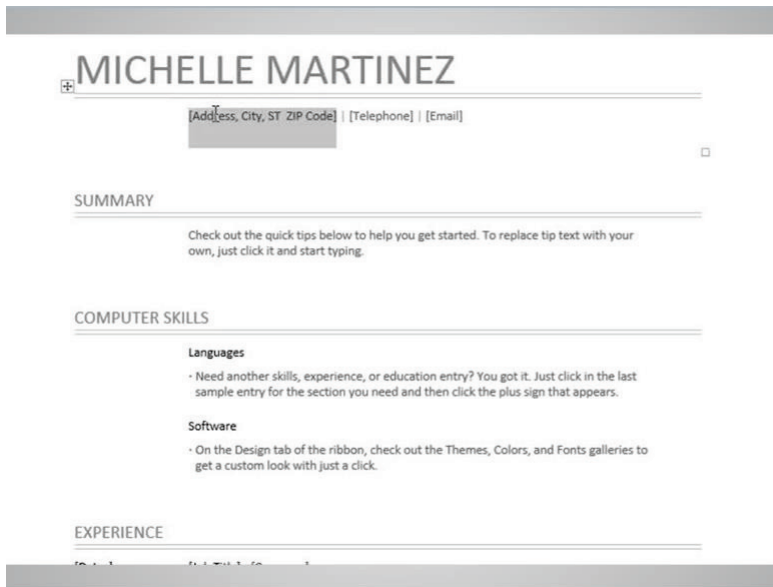 MICHELLE MARTINEZ
[Address, City, ST  ZIP Code] | [Telephone] | [Email]
SUMMARY
Check out the quick tips below to help you get started. To replace tip text with your
own, just click it and start typing.
COMPUTER SKILLS
Languages
· Need another skills, experience, or education entry? You got it. Just click in the last
sample entry for the section you need and then click the plus sign that appears.
Software
· On the Design tab of the ribbon, check out the Themes, Colors, and Fonts galleries to
get a custom look with just a click.
EXPERIENCE